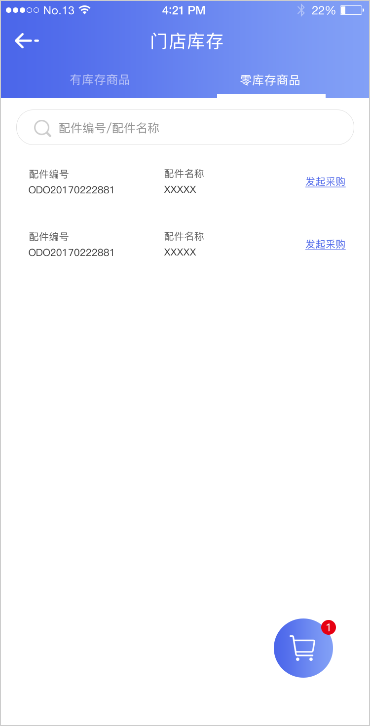 No.13 4:21 PM 22%
门店库存
有库存商品 零库存商品
配件编号/配件名称
配件编号 配件名称
ODO20170222881 XXXXX 发起采购
配件编号 配件名称
ODO20170222881 XXXXX 发起采购
1